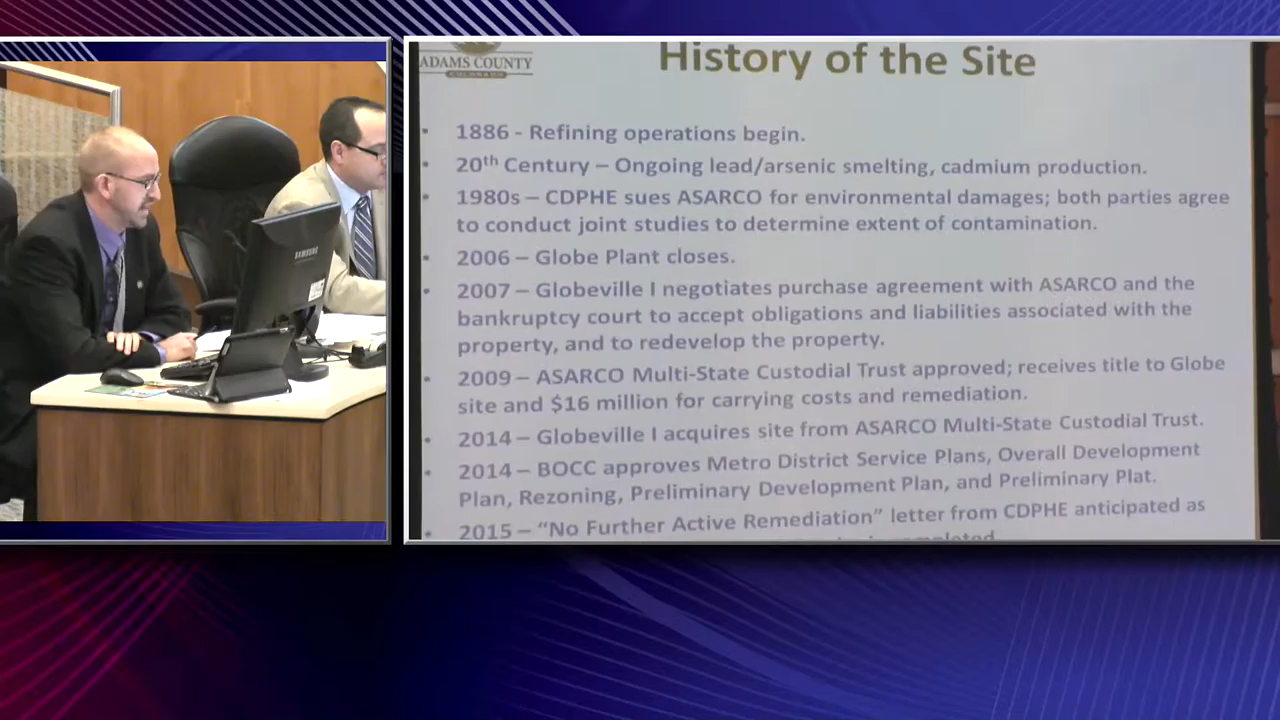 ADAMS COUNTY
History of the Site
• 1886 - Refining operations begin.
• 20th Century – Ongoing lead/arsenic smelting, cadmium production.
• 1980s – CDPHE sues ASARCO for environmental damages; both parties agree
to conduct joint studies to determine extent of contamination.
• 2006 – Globe Plant closes.
• 2007 – Globeville I negotiates purchase agreement with ASARCO and the
bankruptcy court to accept obligations and liabilities associated with the
property, and to redevelop the property.
• 2009 – ASARCO Multi-State Custodial Trust approved; receives title to Globe
site and $16 million for carrying costs and remediation.
• 2014 – Globeville I acquires site from ASARCO Multi-State Custodial Trust.
• 2014 – BOCC approves Metro District Service Plans, Overall Development
Plan, Rezoning, Preliminary Development Plan, and Preliminary Plat.
• 2015 – “No Further Active Remediation” letter from CDPHE anticipated as
completed
SAMSUNG